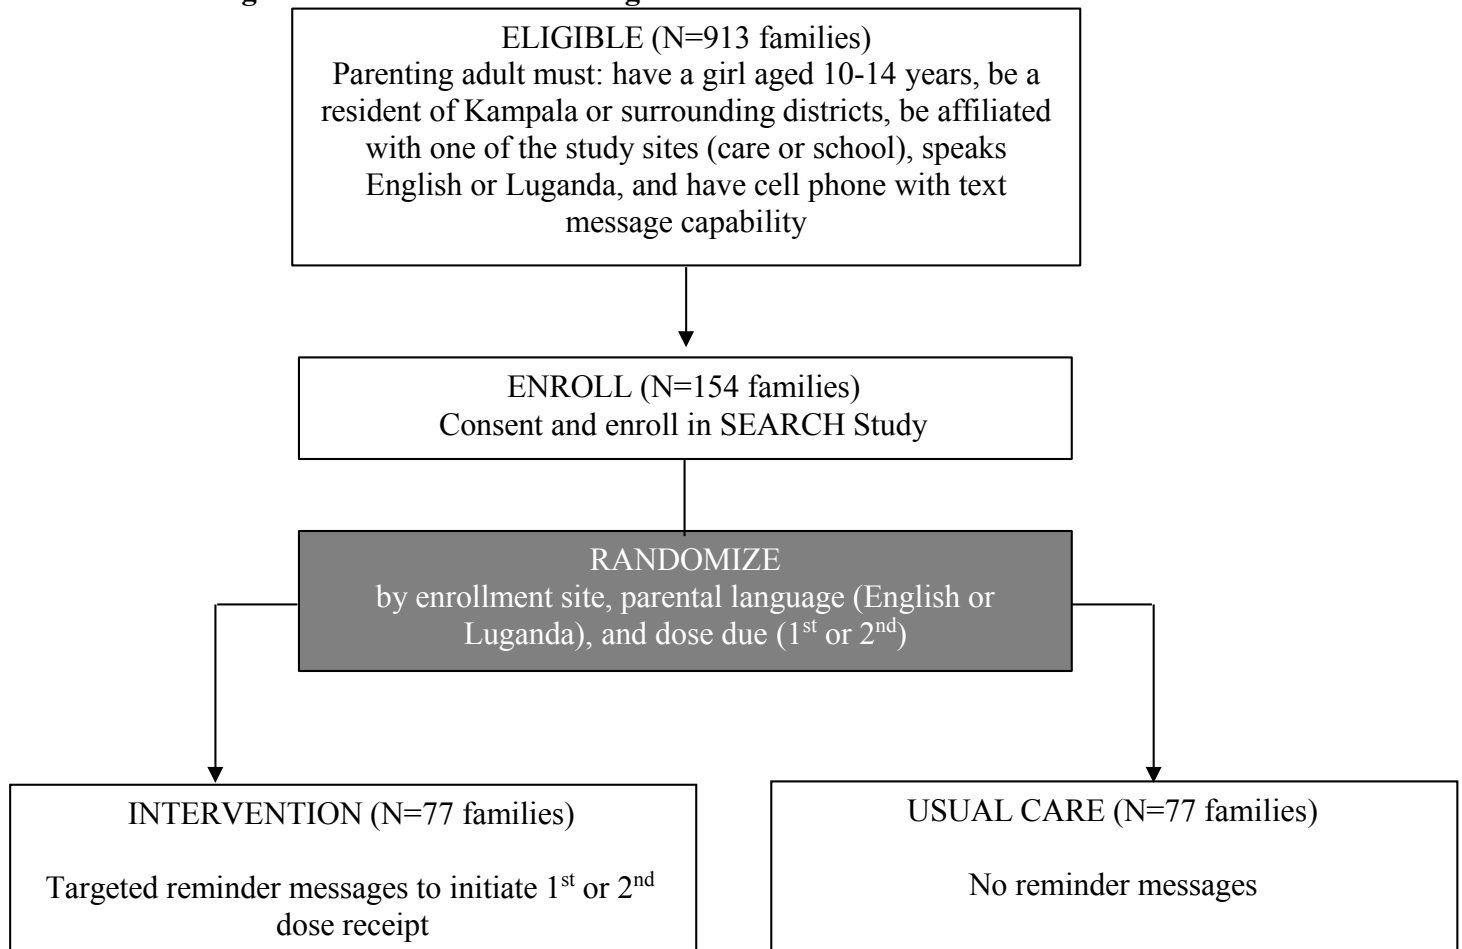 ELIGIBLE (N=913 families)
Parenting adult must: have a girl aged 10-14 years, be a
resident of Kampala or surrounding districts, be affiliated
with one of the study sites (care or school), speaks
English or Luganda, and have cell phone with text
message capability
ENROLL (N=154 families)
Consent and enroll in SEARCH Study
RANDOMIZE
by enrollment site, parental language (English or
Luganda), and dose due (1st or 2nd)
INTERVENTION (N=77 families)
Targeted reminder messages to initiate 1st or 2nd
dose receipt
USUAL CARE (N=77 families)
No reminder messages